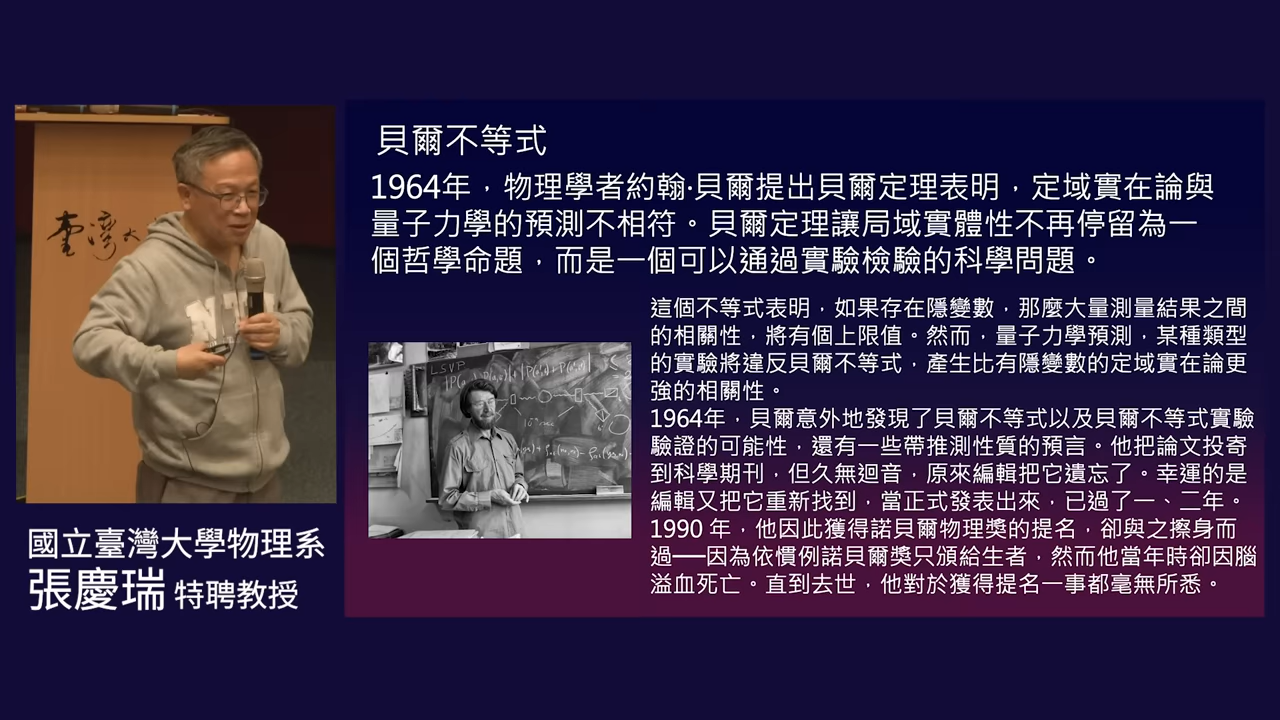 貝爾不等式
1964年，物理學者約翰·貝爾提出貝爾定理表明，定域實在論與
量子力學的預測不相符。貝爾定理讓局域實體性不再停留為一
個哲學命題，而是一個可以通過實驗檢驗的科學問題。
這個不等式表明，如果存在隱變數，那麼大量測量結果之間
的相關性，將有個上限值。然而，量子力學預測，某種類型
的實驗將違反貝爾不等式，產生比有隱變數的定域實在論更
強的相關性。
1964年，貝爾意外地發現了貝爾不等式以及貝爾不等式實驗
驗證的可能性，還有一些帶推測性質的預言。他把論文投寄
到科學期刊，但久無迴音，原來編輯把它遺忘了。幸運的是
編輯又把它重新找到，當正式發表出來，已過了一、二年。
1990 年，他因此獲得諾貝爾物理獎的提名，卻與之擦身而
過──因為依慣例諾貝爾獎只頒給生者，然而他當年時卻因腦
溢血死亡。直到去世，他對於獲得提名一事都毫無所悉。
臺灣大
LSVP
國立臺灣大學物理系
張慶瑞 特聘教授